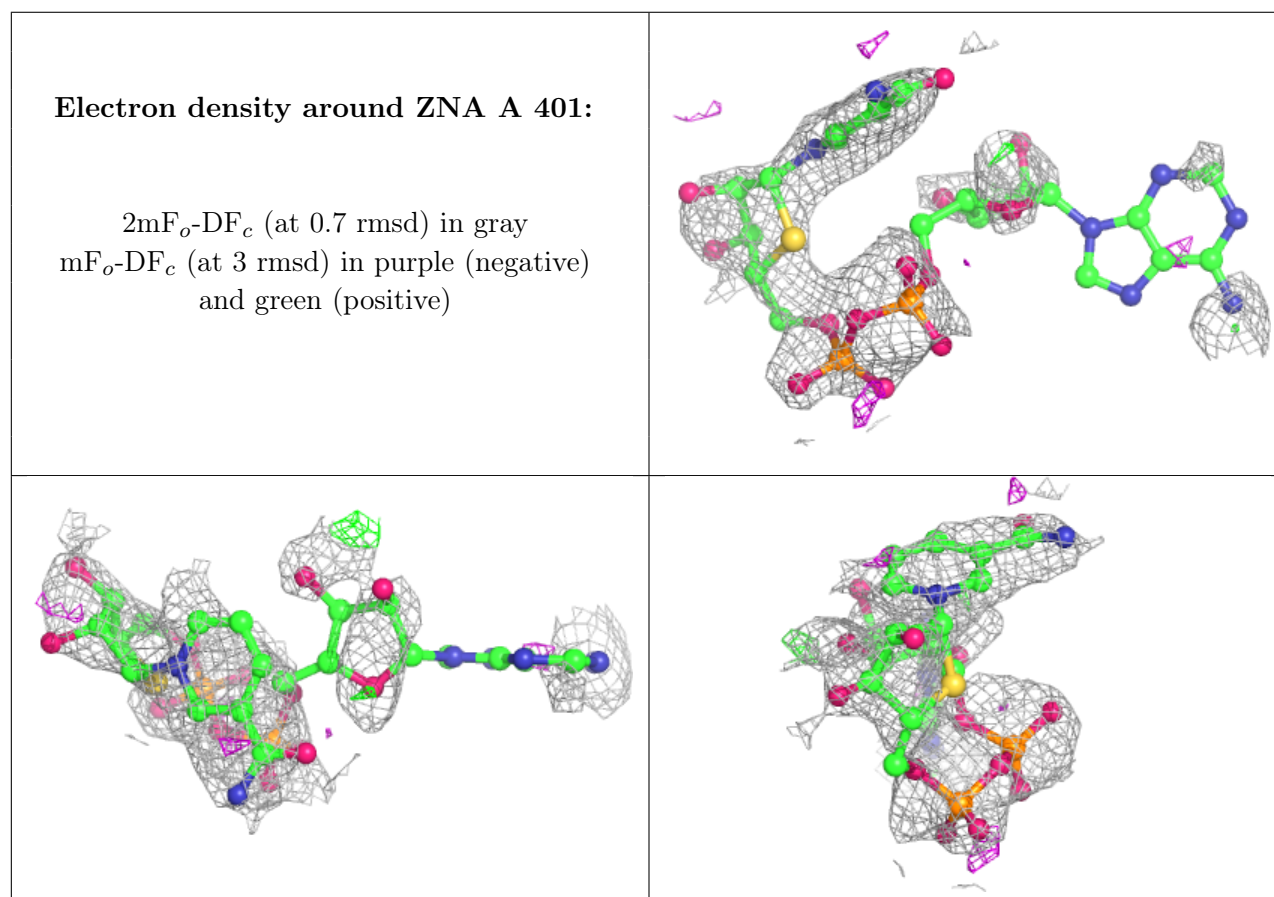 Electron density around ZNA A 401:
2mFₒ-DF𝒸 (at 0.7 rmsd) in gray
mFₒ-DF𝒸 (at 3 rmsd) in purple (negative)
and green (positive)